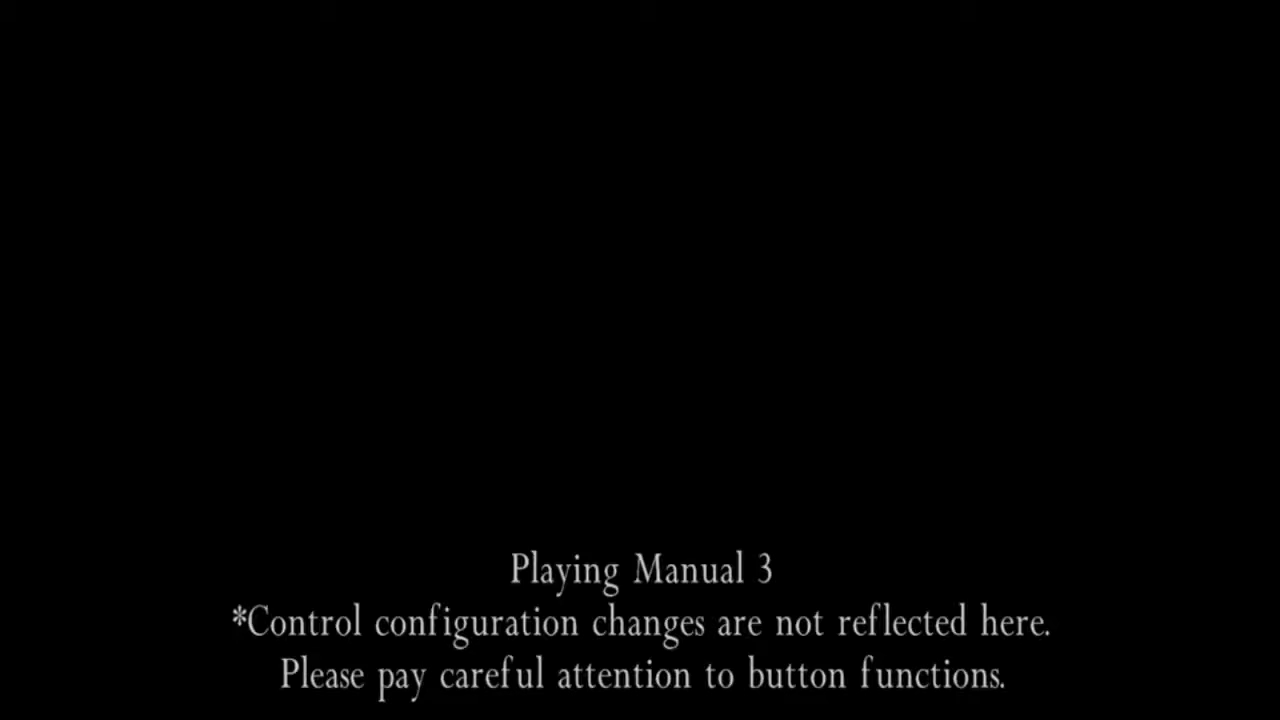 Playing Manual 3
*Control configuration changes are not reflected here.
Please pay careful attention to button functions.